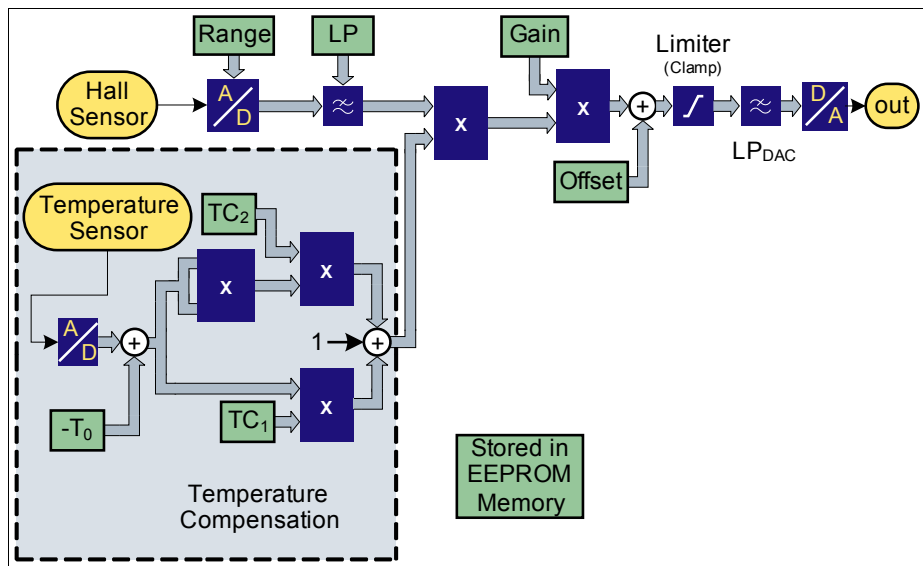 Range
LP
Gain
Limiter
(Clamp)
Hall
Sensor
A
D
X
X
D
A
out
LPDAC
Offset
Temperature
Sensor
TC2
X
X
A
D
1
-T0
TC1
X
Stored in
EEPROM
Memory
Temperature
Compensation